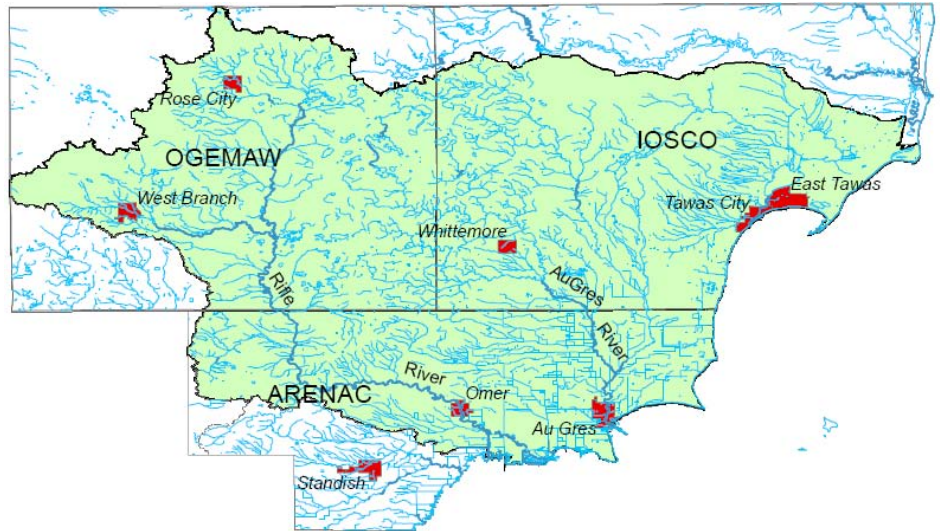 Rose City
OGEMAW
IOSCO
West Branch
East Tawas
Tawas City
Whittemore
Rifle
AuGres
River
River
ARENAC
Omer
Au Gres
Standish